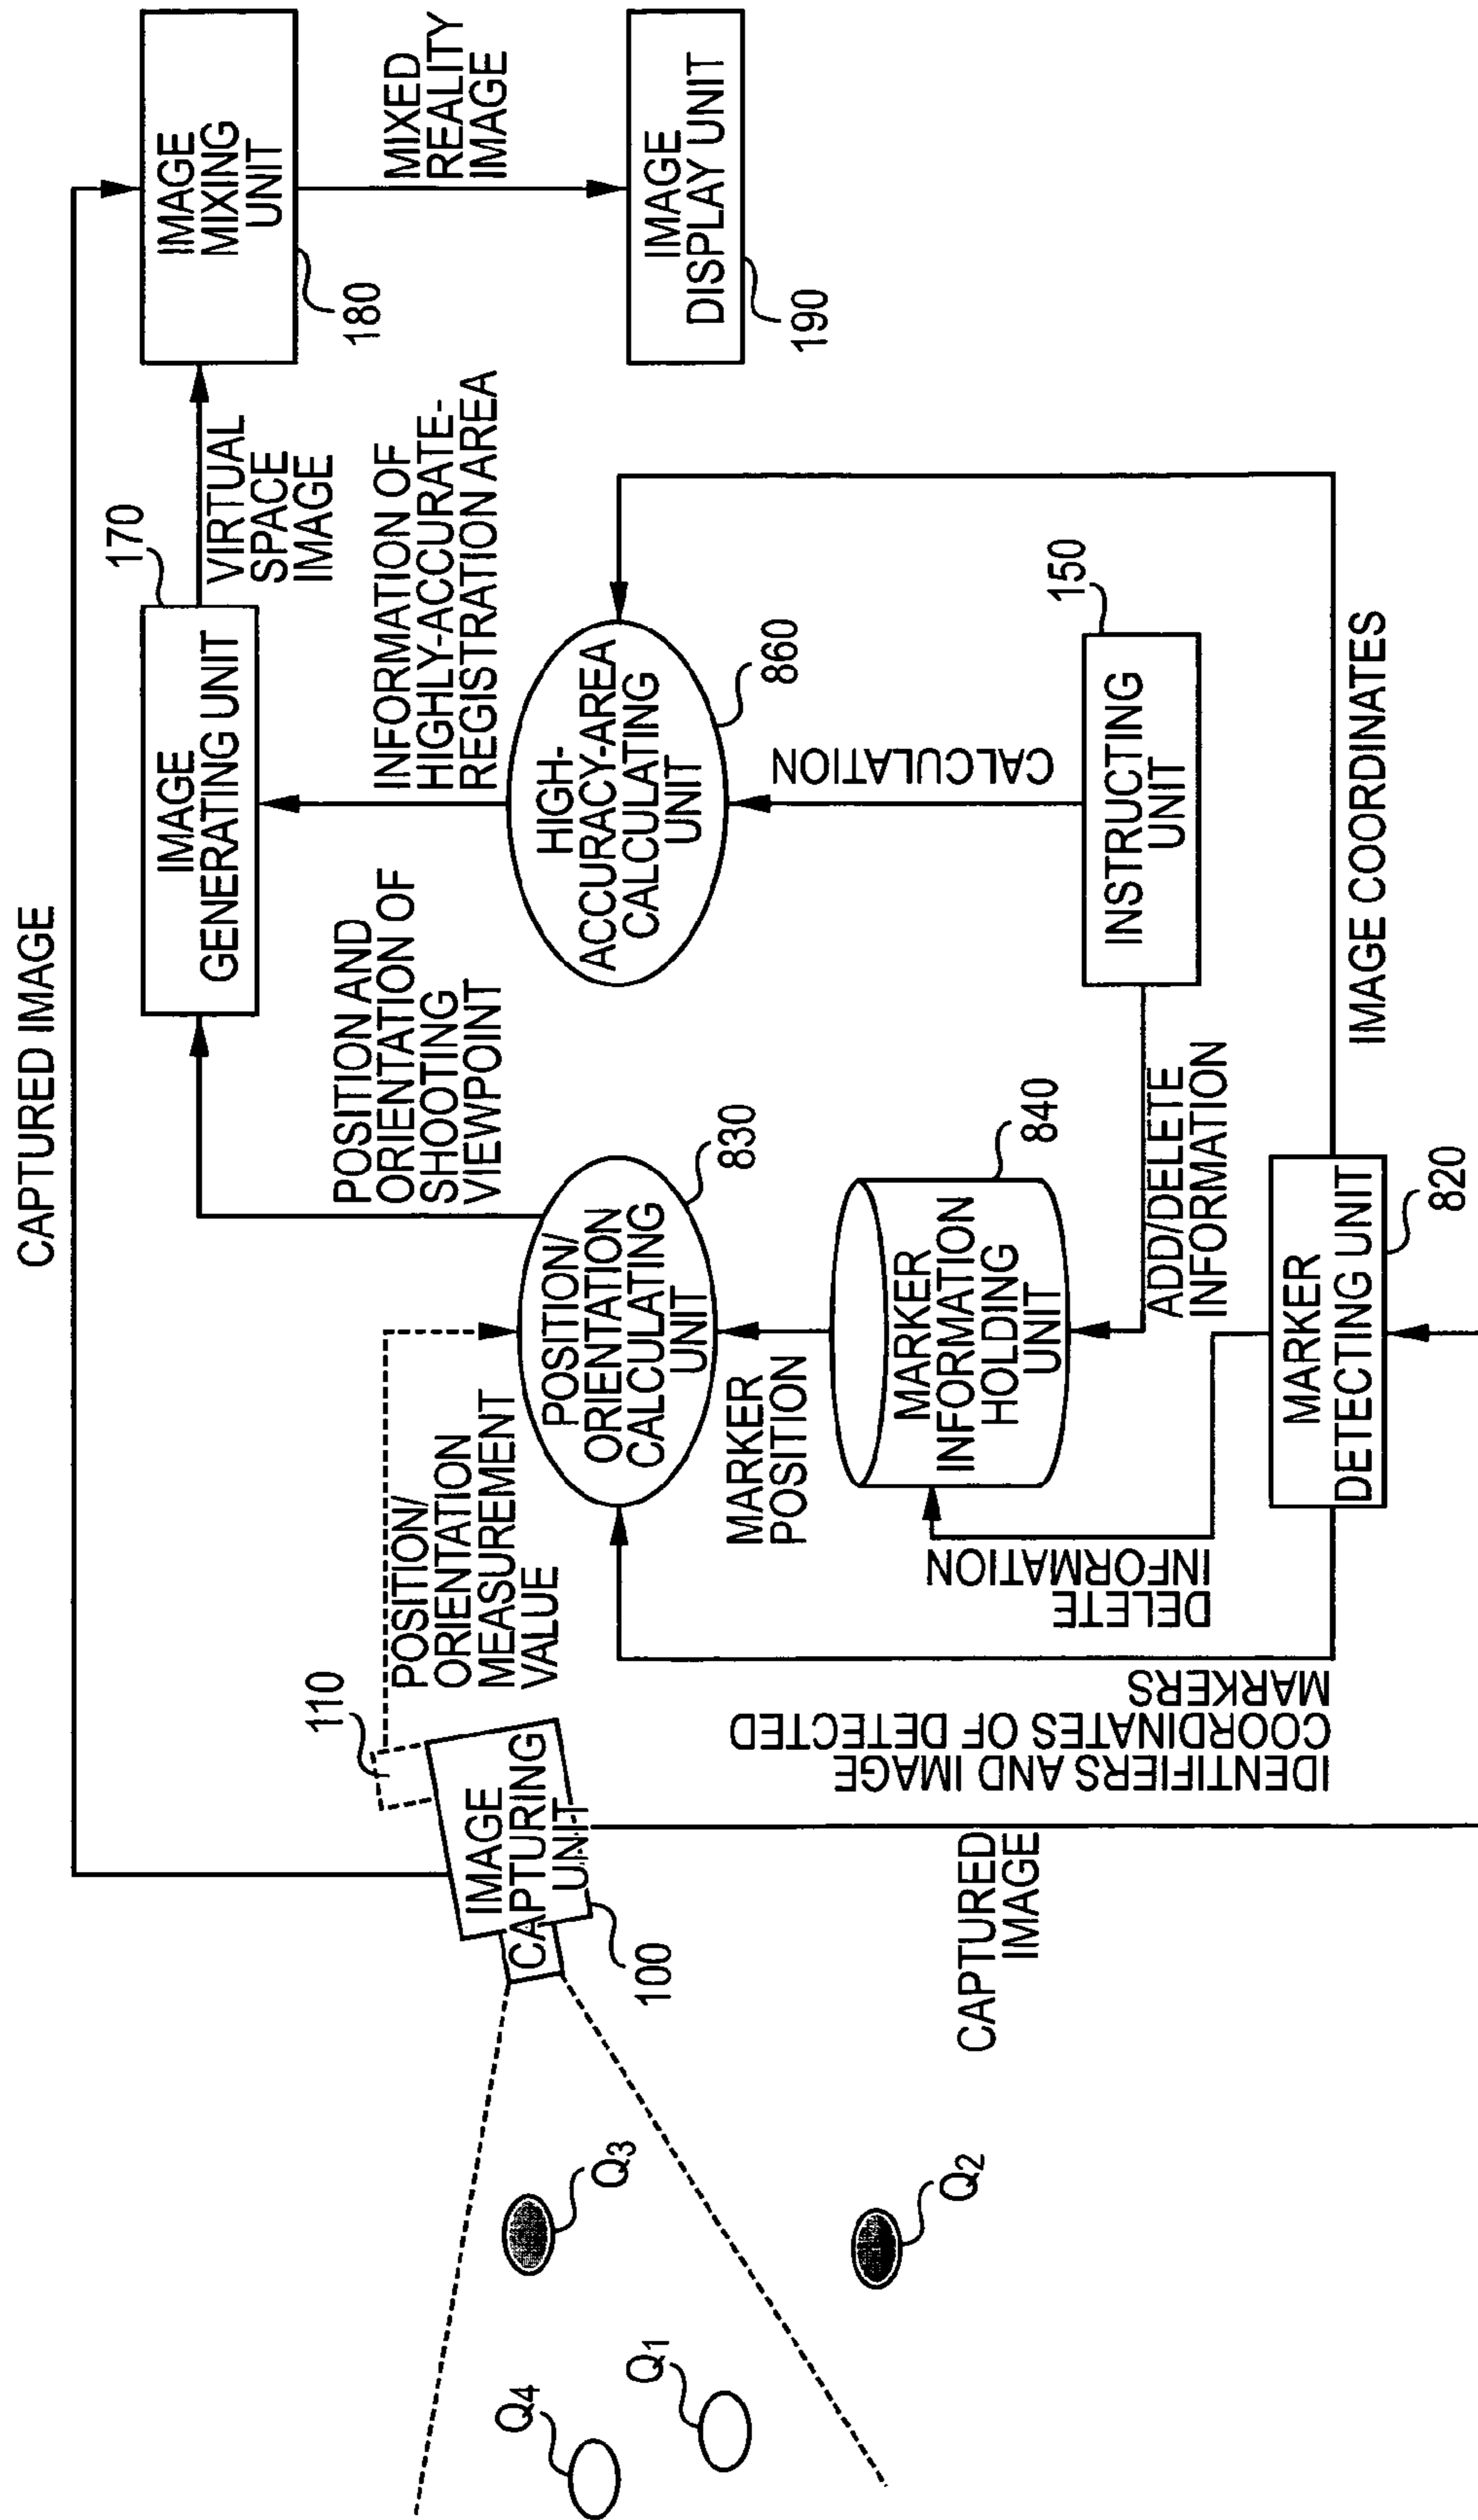 CAPTURED IMAGE
IMAGE
GENERATING UNIT
170
VIRTUAL
SPACE
IMAGE
IMAGE
MIXING
UNIT
180
MIXED
REALITY
IMAGE
IMAGE
DISPLAY UNIT
190
POSITION AND
ORIENTATION OF
SHOOTING
VIEWPOINT
INFORMATION OF
HIGHLY-ACCURATE-
REGISTRATION AREA
110
POSITION/
ORIENTATION
MEASUREMENT
VALUE
IMAGE
CAPTURING
UNIT
100
POSITION/
ORIENTATION
CALCULATING
UNIT
830
HIGH-
ACCURACY-AREA
CALCULATING
UNIT
860
Q4
Q1
Q3
Q2
MARKER
POSITION
MARKER
INFORMATION
HOLDING
UNIT
840
CALCULATION
INSTRUCTING
UNIT
150
CAPTURED
IMAGE
IDENTIFIERS AND IMAGE
COORDINATES OF DETECTED
MARKERS
DELETE
INFORMATION
ADD/DELETE
INFORMATION
MARKER
DETECTING UNIT
820
IMAGE COORDINATES